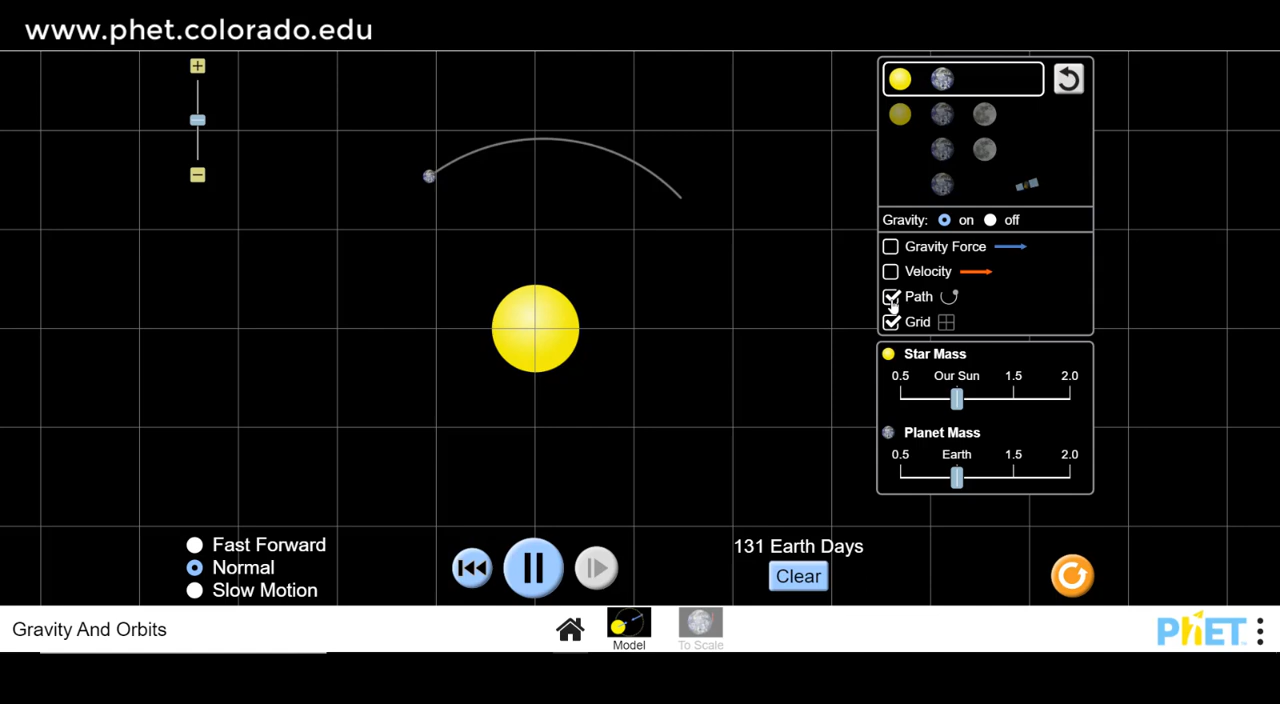 www.phet.colorado.edu
+
−
Gravity: on off
Gravity Force
Velocity
Path
Grid
Star Mass
0.5 Our Sun 1.5 2.0
Planet Mass
0.5 Earth 1.5 2.0
Fast Forward
Normal
Slow Motion
131 Earth Days
Clear
Gravity And Orbits
Model
To Scale
PhET